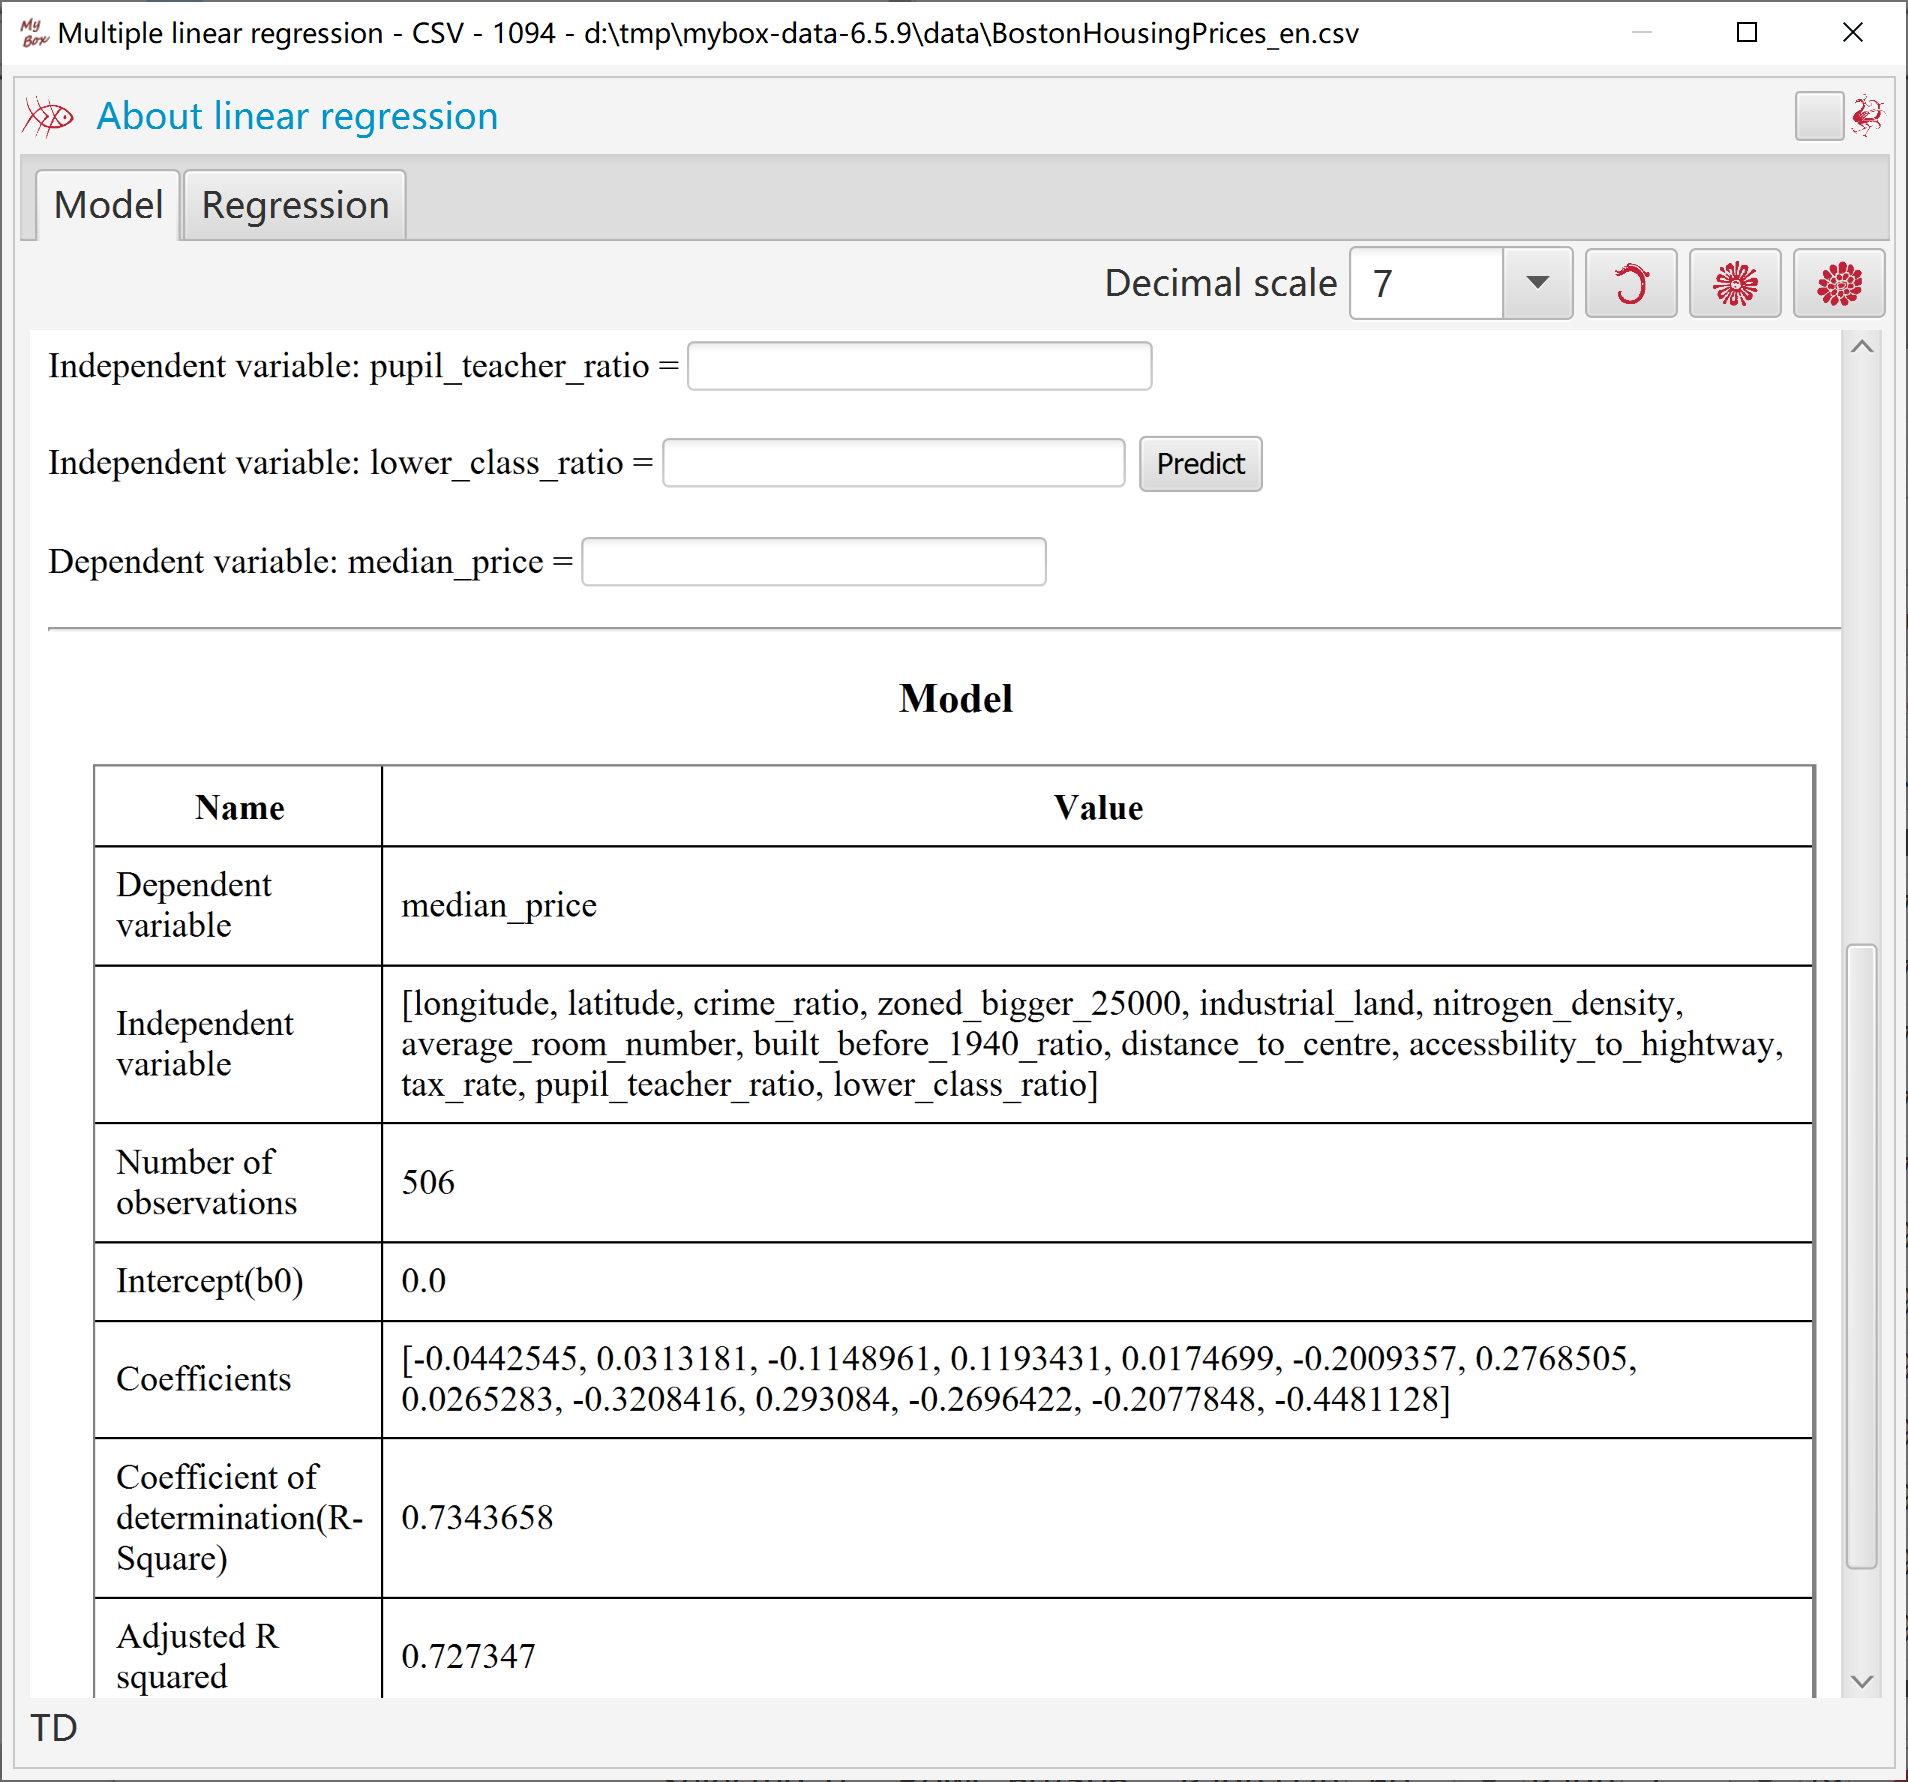 My Box
Multiple linear regression - CSV - 1094 - d:\tmp\mybox-data-6.5.9\data\BostonHousingPrices_en.csv
About linear regression
Model Regression
Decimal scale 7
Independent variable: pupil_teacher_ratio =
Independent variable: lower_class_ratio = Predict
Dependent variable: median_price =
Model
Name Value
Dependent
variable
median_price
Independent
variable
[longitude, latitude, crime_ratio, zoned_bigger_25000, industrial_land, nitrogen_density,
average_room_number, built_before_1940_ratio, distance_to_centre, accessbility_to_hightway,
tax_rate, pupil_teacher_ratio, lower_class_ratio]
Number of
observations
506
Intercept(b0) 0.0
Coefficients
[-0.0442545, 0.0313181, -0.1148961, 0.1193431, 0.0174699, -0.2009357, 0.2768505,
0.0265283, -0.3208416, 0.293084, -0.2696422, -0.2077848, -0.4481128]
Coefficient of
determination(R-
Square)
0.7343658
Adjusted R
squared
0.727347
TD